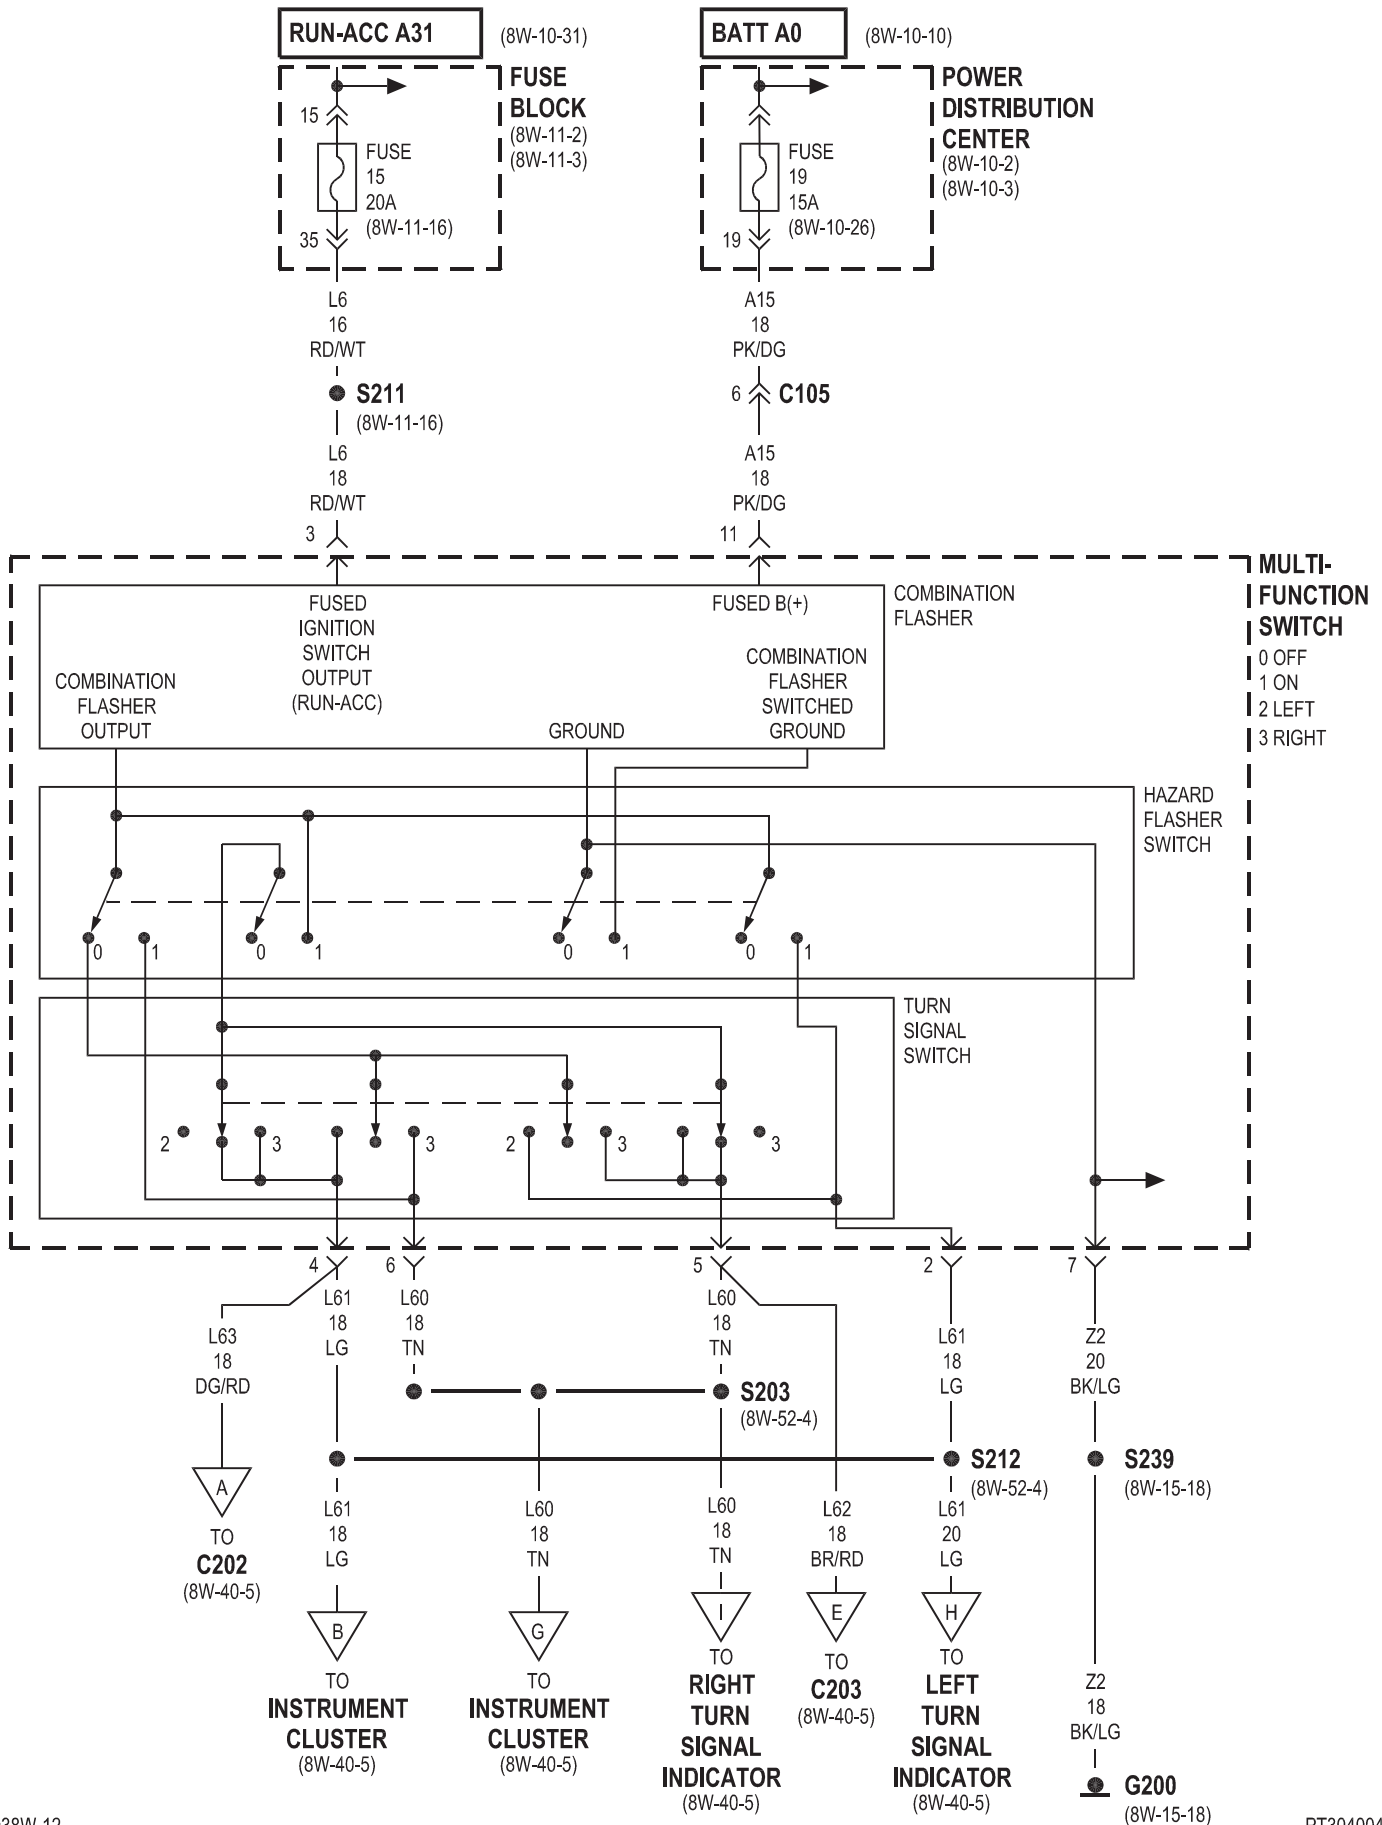 RUN-ACC A31
(8W-10-31)
BATT A0
(8W-10-10)
FUSE
BLOCK
(8W-11-2)
(8W-11-3)
15
FUSE
15
20A
(8W-11-16)
35
POWER
DISTRIBUTION
CENTER
(8W-10-2)
(8W-10-3)
FUSE
19
15A
(8W-10-26)
19
L6
16
RD/WT
S211
(8W-11-16)
L6
18
RD/WT
3
A15
18
PK/DG
6
C105
A15
18
PK/DG
11
MULTI-
FUNCTION
SWITCH
0 OFF
1 ON
2 LEFT
3 RIGHT
COMBINATION
FLASHER
FUSED
IGNITION
SWITCH
OUTPUT
(RUN-ACC)
FUSED B(+)
COMBINATION
FLASHER
OUTPUT
GROUND
COMBINATION
FLASHER
SWITCHED
GROUND
HAZARD
FLASHER
SWITCH
0 1 0 1 0 1 0 1
TURN
SIGNAL
SWITCH
2 3 3 2 3 3
4 6 5 2 7
L63
18
DG/RD
L61
18
LG
L60
18
TN
L60
18
TN
L61
18
LG
Z2
20
BK/LG
S203
(8W-52-4)
S212
(8W-52-4)
S239
(8W-15-18)
A
TO
C202
(8W-40-5)
L61
18
LG
B
TO
INSTRUMENT
CLUSTER
(8W-40-5)
L60
18
TN
G
TO
INSTRUMENT
CLUSTER
(8W-40-5)
L60
18
TN
I
TO
RIGHT
TURN
SIGNAL
INDICATOR
(8W-40-5)
L62
18
BR/RD
E
TO
C203
(8W-40-5)
L61
20
LG
H
TO
LEFT
TURN
SIGNAL
INDICATOR
(8W-40-5)
Z2
18
BK/LG
G200
(8W-15-18)